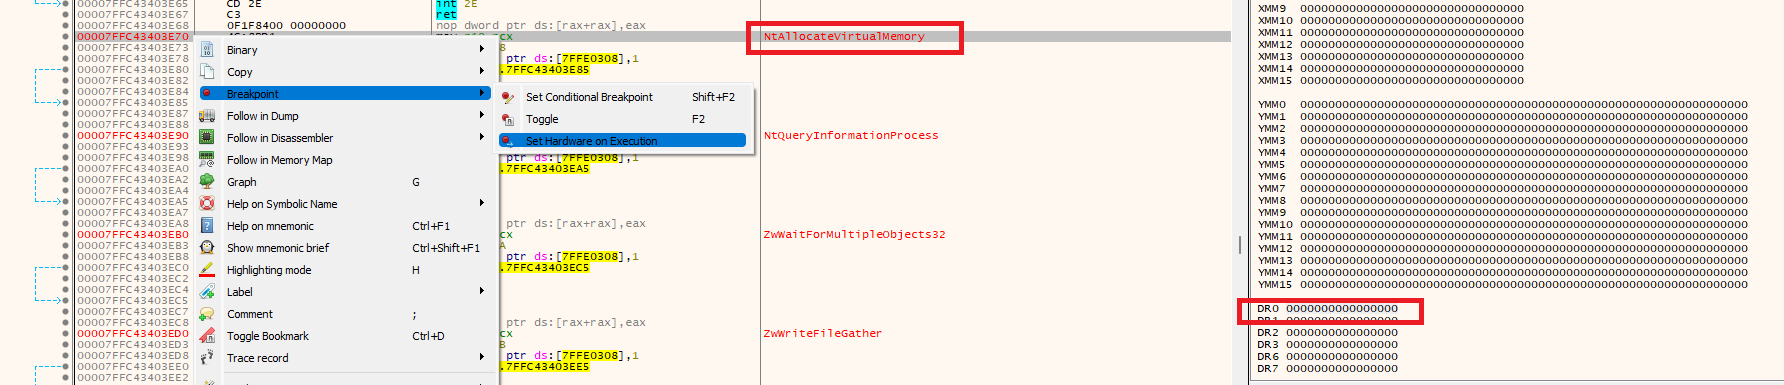 00007FFC43403E65 CD 2E int 2E
00007FFC43403E67 C3 ret
00007FFC43403E68 0F1F8400 00000000 nop dword ptr ds:[rax+rax],eax
00007FFC43403E70 NtAllocateVirtualMemory
00007FFC43403E73
00007FFC43403E78 ptr ds:[7FFE0308],1
00007FFC43403E80 .7FFC43403E85
00007FFC43403E82
00007FFC43403E84
00007FFC43403E85
00007FFC43403E87
00007FFC43403E88
00007FFC43403E90 NtQueryInformationProcess
00007FFC43403E93
00007FFC43403E98 ptr ds:[7FFE0308],1
00007FFC43403EA0 .7FFC43403EA5
00007FFC43403EA2
00007FFC43403EA4
00007FFC43403EA5
00007FFC43403EA7
00007FFC43403EA8 ptr ds:[rax+rax],eax
00007FFC43403EB0 cx ZwWaitForMultipleObjects32
00007FFC43403EB3 A
00007FFC43403EB8 ptr ds:[7FFE0308],1
00007FFC43403EC0 .7FFC43403EC5
00007FFC43403EC2
00007FFC43403EC4
00007FFC43403EC5
00007FFC43403EC7
00007FFC43403EC8 ptr ds:[rax+rax],eax
00007FFC43403ED0 cx ZwWriteFileGather
00007FFC43403ED3 B
00007FFC43403ED8 ptr ds:[7FFE0308],1
00007FFC43403EE0 .7FFC43403EE5
00007FFC43403EE2
Binary
Copy
Breakpoint
Follow in Dump
Follow in Disassembler
Follow in Memory Map
Graph G
Help on Symbolic Name
Help on mnemonic Ctrl+F1
Show mnemonic brief Ctrl+Shift+F1
Highlighting mode H
Label
Comment ;
Toggle Bookmark Ctrl+D
Trace record
Set Conditional Breakpoint Shift+F2
Toggle F2
Set Hardware on Execution
XMM9 00000000000000000000000000000000
XMM10 00000000000000000000000000000000
XMM11 00000000000000000000000000000000
XMM12 00000000000000000000000000000000
XMM13 00000000000000000000000000000000
XMM14 00000000000000000000000000000000
XMM15 00000000000000000000000000000000
YMM0 0000000000000000000000000000000000000000000000000000000000000000
YMM1 0000000000000000000000000000000000000000000000000000000000000000
YMM2 0000000000000000000000000000000000000000000000000000000000000000
YMM3 0000000000000000000000000000000000000000000000000000000000000000
YMM4 0000000000000000000000000000000000000000000000000000000000000000
YMM5 0000000000000000000000000000000000000000000000000000000000000000
YMM6 0000000000000000000000000000000000000000000000000000000000000000
YMM7 0000000000000000000000000000000000000000000000000000000000000000
YMM8 0000000000000000000000000000000000000000000000000000000000000000
YMM9 0000000000000000000000000000000000000000000000000000000000000000
YMM10 0000000000000000000000000000000000000000000000000000000000000000
YMM11 0000000000000000000000000000000000000000000000000000000000000000
YMM12 0000000000000000000000000000000000000000000000000000000000000000
YMM13 0000000000000000000000000000000000000000000000000000000000000000
YMM14 0000000000000000000000000000000000000000000000000000000000000000
YMM15 0000000000000000000000000000000000000000000000000000000000000000
DR0 0000000000000000
DR1 0000000000000000
DR2 0000000000000000
DR3 0000000000000000
DR6 0000000000000000
DR7 0000000000000000